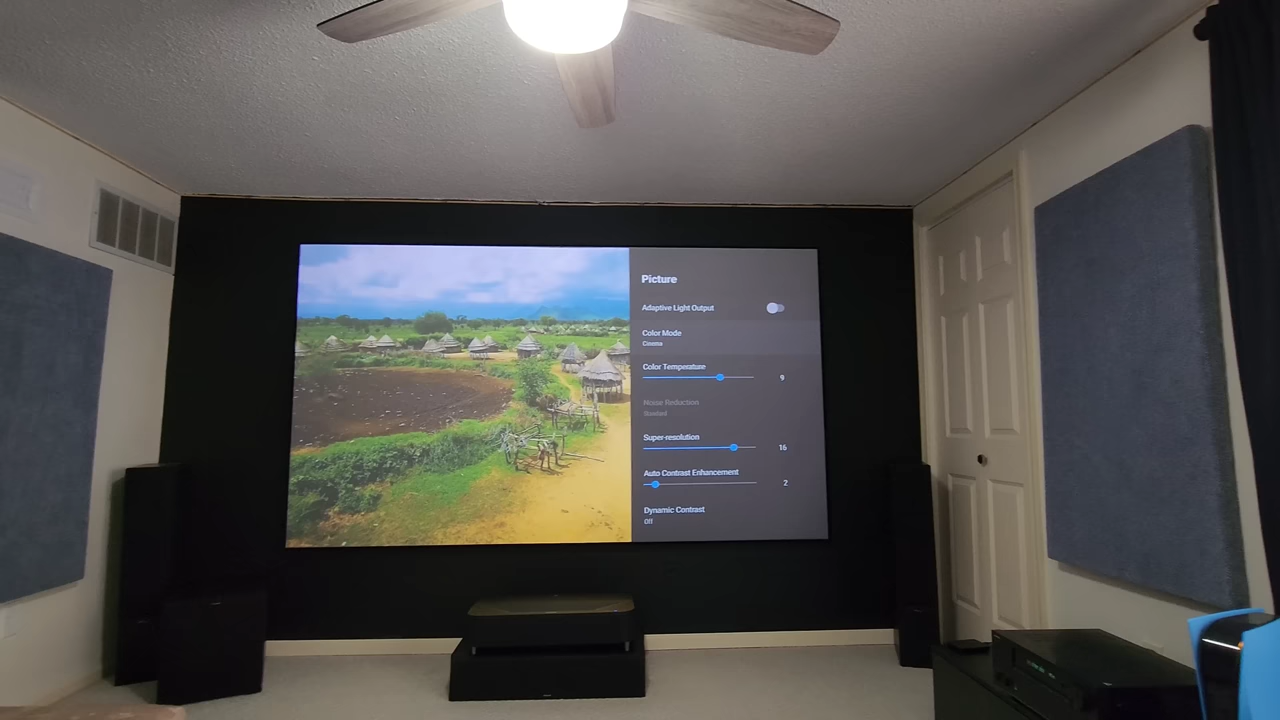 Picture
Adaptive Light Output
Color Mode
Cinema
Color Temperature
9
Noise Reduction
Standard
Super-resolution
16
Auto Contrast Enhancement
2
Dynamic Contrast
Off